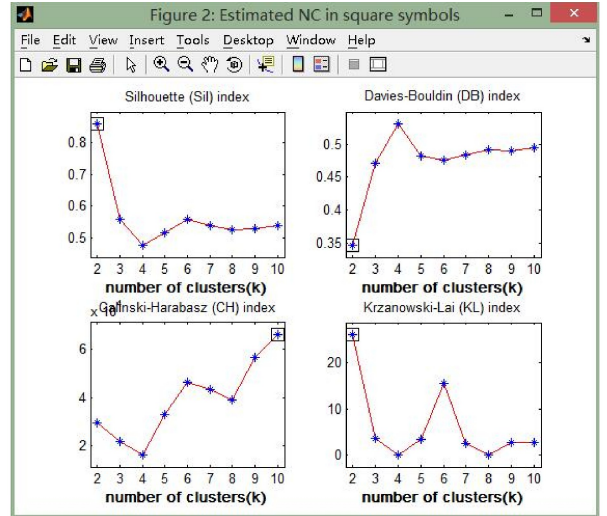 Figure 2: Estimated NC in square symbols
File Edit View Insert Tools Desktop Window Help
Silhouette (Sil) index
0.8
0.7
0.6
0.5
2 3 4 5 6 7 8 9 10
number of clusters(k)
Davies-Bouldin (DB) index
0.5
0.45
0.4
0.35
2 3 4 5 6 7 8 9 10
number of clusters(k)
x 10
Calinski-Harabasz (CH) index
6
4
2
2 3 4 5 6 7 8 9 10
number of clusters(k)
Krzanowski-Lai (KL) index
20
10
0
2 3 4 5 6 7 8 9 10
number of clusters(k)